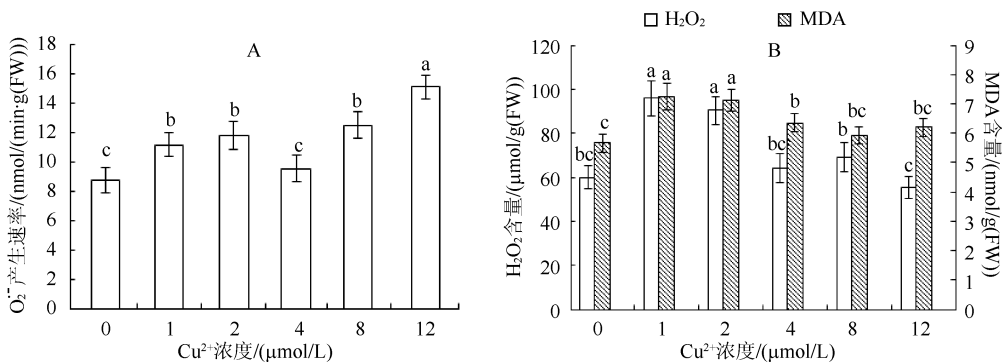 A
O₂·⁻产生速率/(nmol/(min·g(FW)))
18
16
14
12
10
8
6
4
2
0
c
b
b
c
b
a
0 1 2 4 8 12
Cu²⁺浓度/(μmol/L)
H₂O₂ MDA
B
H₂O₂含量/(μmol/g(FW))
120
100
80
60
40
20
0
bc c
a a
a a
bc b
b bc
c bc
9
8
7
6
5
4
3
2
1
0
MDA含量/(nmol/g(FW))
0 1 2 4 8 12
Cu²⁺浓度/(μmol/L)